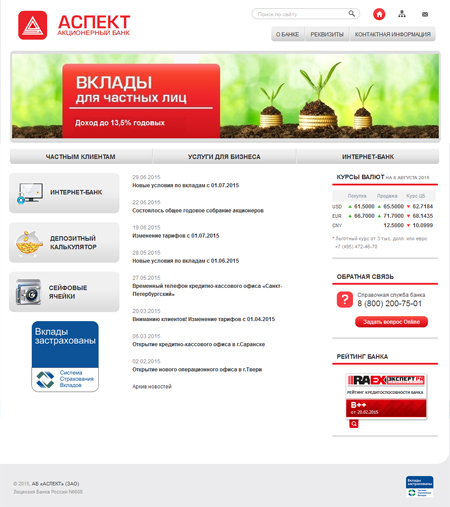 АСПЕКТ
АКЦИОНЕРНЫЙ БАНК
Поиск по сайту
О БАНКЕ
РЕКВИЗИТЫ
КОНТАКТНАЯ ИНФОРМАЦИЯ
ВКЛАДЫ
для частных лиц
Доход до 13,5% годовых
ЧАСТНЫМ КЛИЕНТАМ
УСЛУГИ ДЛЯ БИЗНЕСА
ИНТЕРНЕТ-БАНК
ИНТЕРНЕТ-БАНК
ДЕПОЗИТНЫЙ
КАЛЬКУЛЯТОР
СЕЙФОВЫЕ
ЯЧЕЙКИ
Вклады
застрахованы
Система
Страхования
Вкладов
29.06.2015
Новые условия по вкладам с 01.07.2015
22.06.2015
Состоялось общее годовое собрание акционеров
19.06.2015
Изменение тарифов с 01.07.2015
28.05.2015
Новые условия по вкладам с 01.06.2015
27.05.2015
Временный телефон кредитно-кассового офиса «Санкт-
Петербургский»
20.03.2015
Вниманию клиентов! Изменение тарифов с 01.04.2015
06.03.2015
Открытие кредитно-кассового офиса в г.Саранске
02.02.2015
Открытие нового операционного офиса в г.Твери
Архив новостей
КУРСЫ ВАЛЮТ НА 6 АВГУСТА 2015
Покупка Продажа Курс ЦБ
USD 61.5000 65.5000 62.7184
EUR 66.7000 71.7000 68.1435
CNY 12.5000 10.0999
* Льготный курс от 3 тыс. долл. или евро
+7 (495) 472-46-70
ОБРАТНАЯ СВЯЗЬ
Справочная служба банка
8 (800) 200-75-01
Задать вопрос Online
РЕЙТИНГ БАНКА
RAEX ЭКСПЕРТ РА
РЕЙТИНГ КРЕДИТОСПОСОБНОСТИ БАНКА
B++
от 25.02.2015
© 2015, АБ «АСПЕКТ» (ЗАО)
Лицензия Банка России №608
Вклады
застрахованы
Система
Страхования
Вкладов